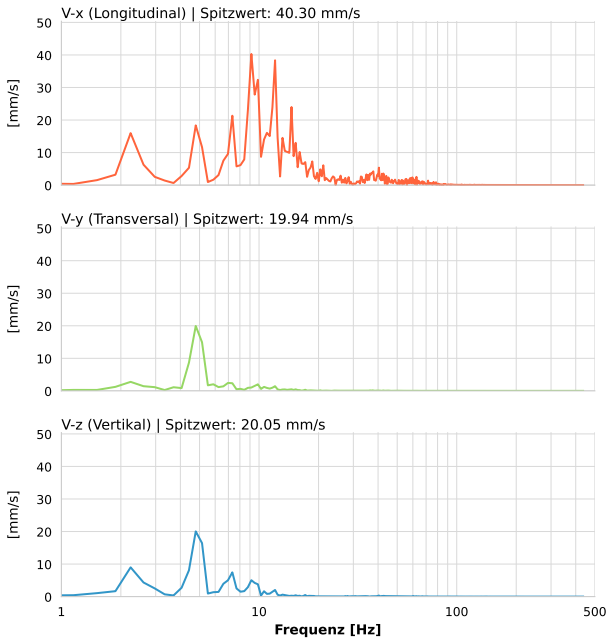 V-x (Longitudinal) | Spitzwert: 40.30 mm/s
50
40
30
20
10
0
[mm/s]
V-y (Transversal) | Spitzwert: 19.94 mm/s
50
40
30
20
10
0
[mm/s]
V-z (Vertikal) | Spitzwert: 20.05 mm/s
50
40
30
20
10
0
[mm/s]
1 10 100 500
Frequenz [Hz]